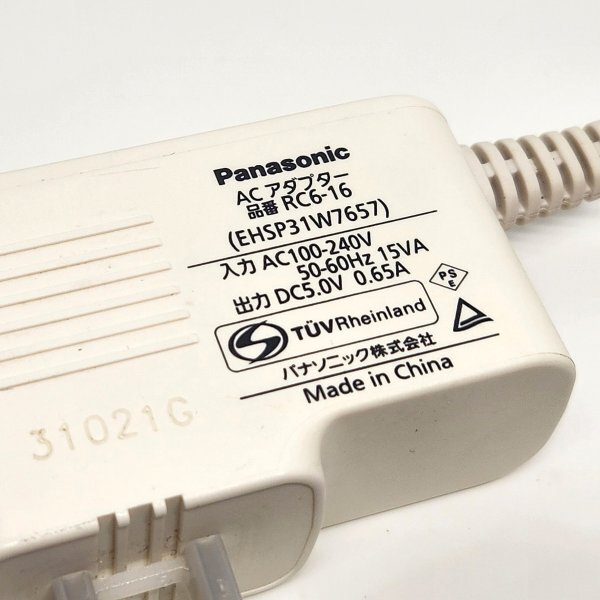 Panasonic
ACアダプター
品番 RC6-16
(EHSP31W7657)
入力 AC100-240V
50-60Hz 15VA
出力 DC5.0V 0.65A
PS
E
TÜVRheinland
パナソニック株式会社
Made in China
31021G